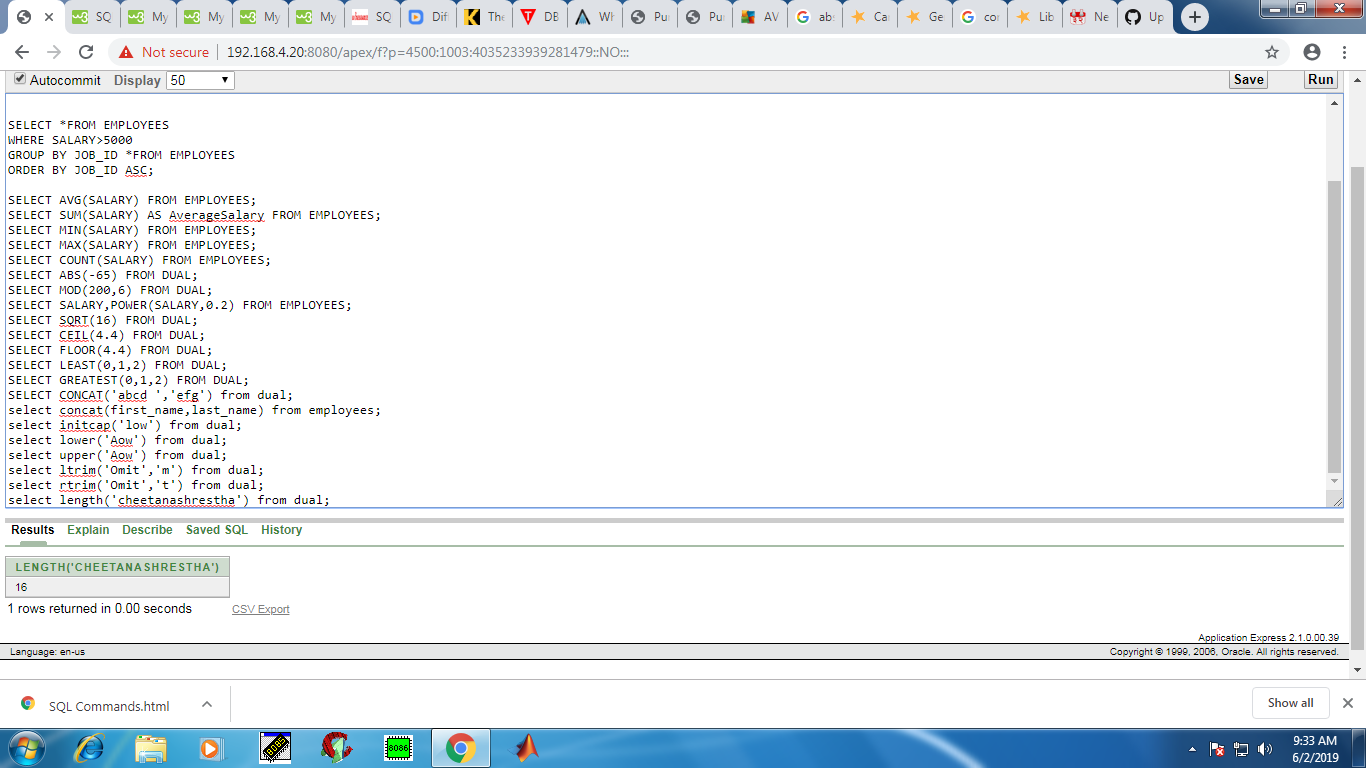 SQ
My
My
My
My
My
SQ
Dif
The
DB
Wh
Pu
Pu
AV
abs
Ca
Ge
cor
Lib
Ne
Up
Not secure 192.168.4.20:8080/apex/f?p=4500:1003:4035233939281479::NO:::
Autocommit Display 50 Save Run
SELECT *FROM EMPLOYEES
WHERE SALARY>5000
GROUP BY JOB_ID *FROM EMPLOYEES
ORDER BY JOB_ID ASC;
SELECT AVG(SALARY) FROM EMPLOYEES;
SELECT SUM(SALARY) AS AverageSalary FROM EMPLOYEES;
SELECT MIN(SALARY) FROM EMPLOYEES;
SELECT MAX(SALARY) FROM EMPLOYEES;
SELECT COUNT(SALARY) FROM EMPLOYEES;
SELECT ABS(-65) FROM DUAL;
SELECT MOD(200,6) FROM DUAL;
SELECT SALARY,POWER(SALARY,0.2) FROM EMPLOYEES;
SELECT SQRT(16) FROM DUAL;
SELECT CEIL(4.4) FROM DUAL;
SELECT FLOOR(4.4) FROM DUAL;
SELECT LEAST(0,1,2) FROM DUAL;
SELECT GREATEST(0,1,2) FROM DUAL;
SELECT CONCAT('abcd ','efg') from dual;
select concat(first_name,last_name) from employees;
select initcap('low') from dual;
select lower('Aow') from dual;
select upper('Aow') from dual;
select ltrim('Omit','m') from dual;
select rtrim('Omit','t') from dual;
select length('cheetanashrestha') from dual;
Results Explain Describe Saved SQL History
LENGTH('CHEETANASHRESTHA')
16
1 rows returned in 0.00 seconds CSV Export
Application Express 2.1.0.00.39
Language: en-us Copyright © 1999, 2006, Oracle. All rights reserved.
SQL Commands.html Show all
8086
9:33 AM
6/2/2019